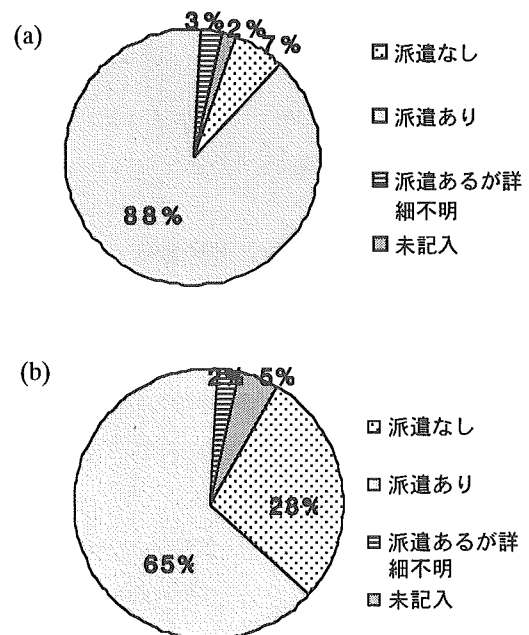 (a)
3%
2%
7%
88%
派遣なし
派遣あり
派遣あるが詳
細不明
未記入
(b)
2%
5%
28%
65%
派遣なし
派遣あり
派遣あるが詳
細不明
未記入